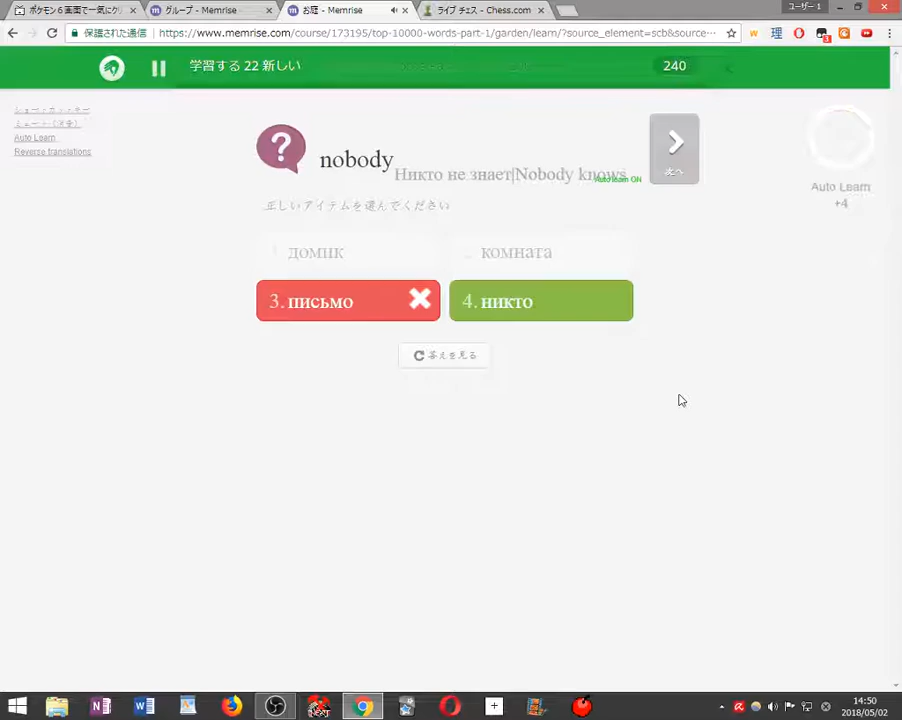 ポケモン6画面で一気にク
グループ - Memrise
お庭 - Memrise
ライブ チェス - Chess.com
ユーザー 1
保護された通信
https://www.memrise.com/course/173195/top-10000-words-part-1/garden/learn/?source_element=scb&source...
学習する 22 新しい
240
Auto Learn
Reverse translations
nobody
Никто не знает|Nobody knows
Auto learn ON
次へ
Auto Learn
+4
正しいアイテムを選んでください
домик
комната
3. письмо
4. никто
答えを見る
14:50
2018/05/02